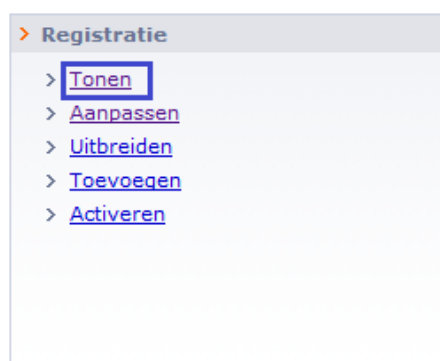 Registratie
Tonen
Aanpassen
Uitbreiden
Toevoegen
Activeren